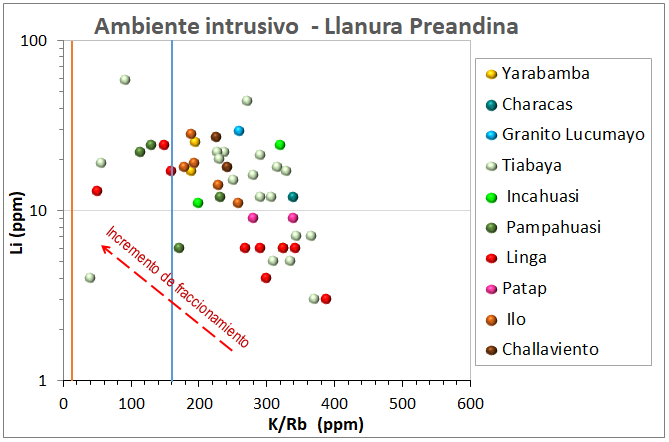 Ambiente intrusivo - Llanura Preandina
100
10
1
Li (ppm)
Incremento de fraccionamiento
0 100 200 300 400 500 600
K/Rb (ppm)
Yarabamba
Characas
Granito Lucumayo
Tiabaya
Incahuasi
Pampahuasi
Linga
Patap
Ilo
Challaviento